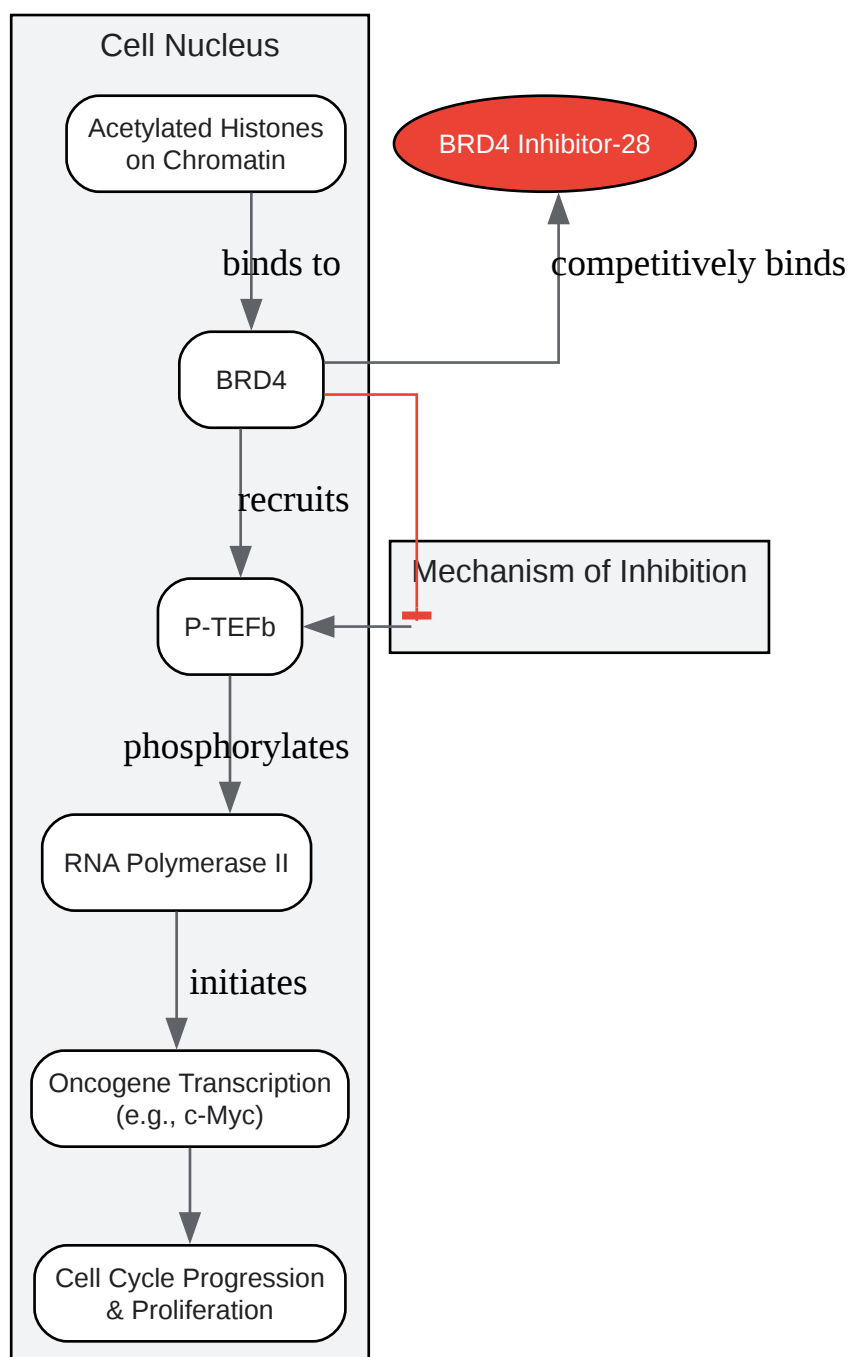 Cell Nucleus
Acetylated Histones
on Chromatin
BRD4 Inhibitor-28
binds to
competitively binds
BRD4
recruits
Mechanism of Inhibition
P-TEFb
phosphorylates
RNA Polymerase II
initiates
Oncogene Transcription
(e.g., c-Myc)
Cell Cycle Progression
& Proliferation